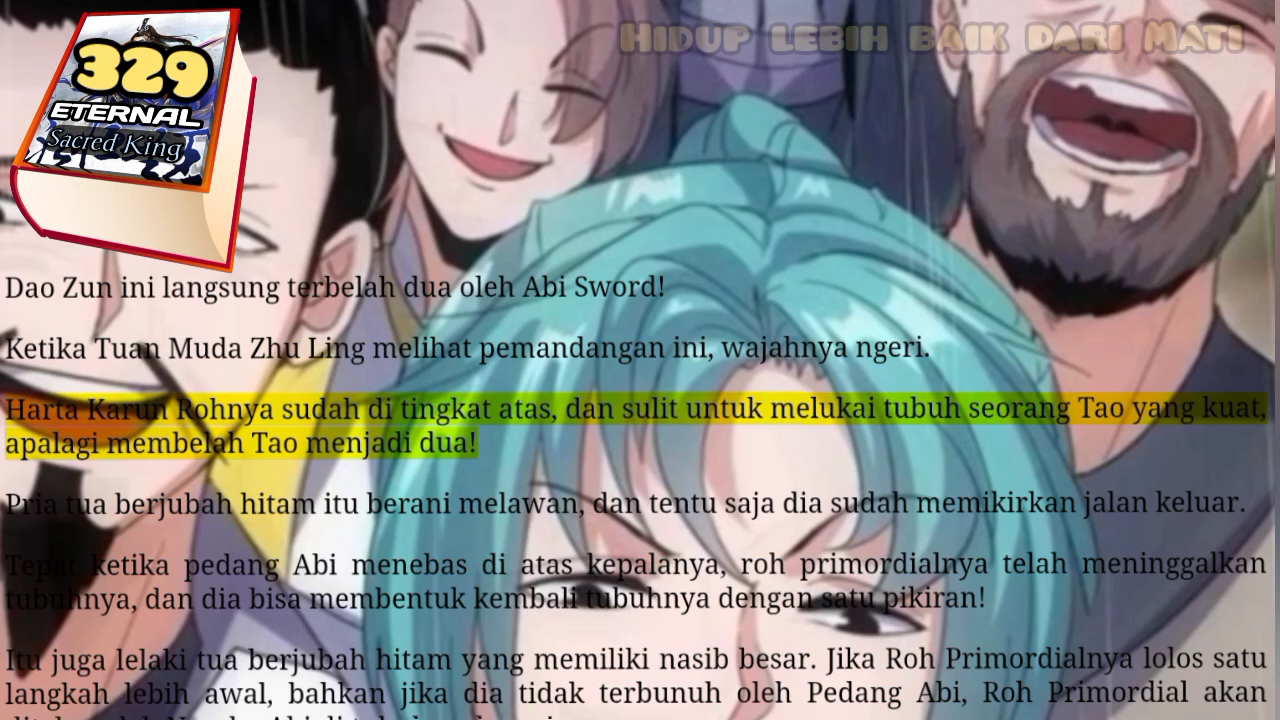 Hidup lebih baik dari Mati
329
ETERNAL
Sacred King
Dao Zun ini langsung terbelah dua oleh Abi Sword!
Ketika Tuan Muda Zhu Ling melihat pemandangan ini, wajahnya ngeri.
Harta Karun Rohnya sudah di tingkat atas, dan sulit untuk melukai tubuh seorang Tao yang kuat,
apalagi membelah Tao menjadi dua!
Pria tua berjubah hitam itu berani melawan, dan tentu saja dia sudah memikirkan jalan keluar.
Tepat ketika pedang Abi menebas di atas kepalanya, roh primordialnya telah meninggalkan
tubuhnya, dan dia bisa membentuk kembali tubuhnya dengan satu pikiran!
Itu juga lelaki tua berjubah hitam yang memiliki nasib besar. Jika Roh Primordialnya lolos satu
langkah lebih awal, bahkan jika dia tidak terbunuh oleh Pedang Abi, Roh Primordial akan